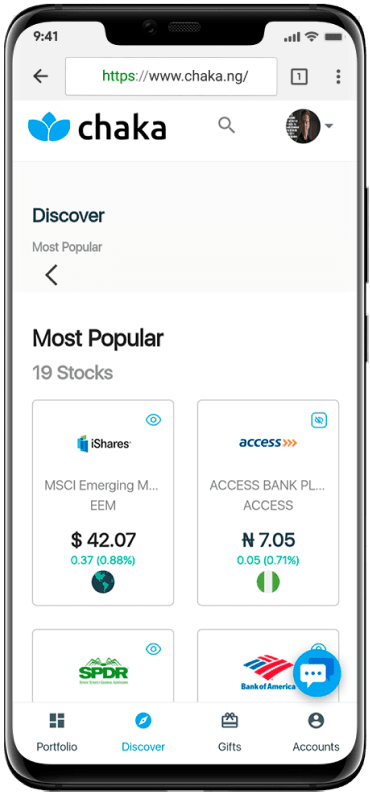 9:41
https://www.chaka.ng/
1
chaka
Discover
Most Popular
Most Popular
19 Stocks
iShares®
access>>>
MSCI Emerging M...
ACCESS BANK PL...
EEM
ACCESS
$ 42.07
₦ 7.05
0.37 (0.88%)
0.05 (0.71%)
SPDR
Bank of America
Portfolio
Discover
Gifts
Accounts